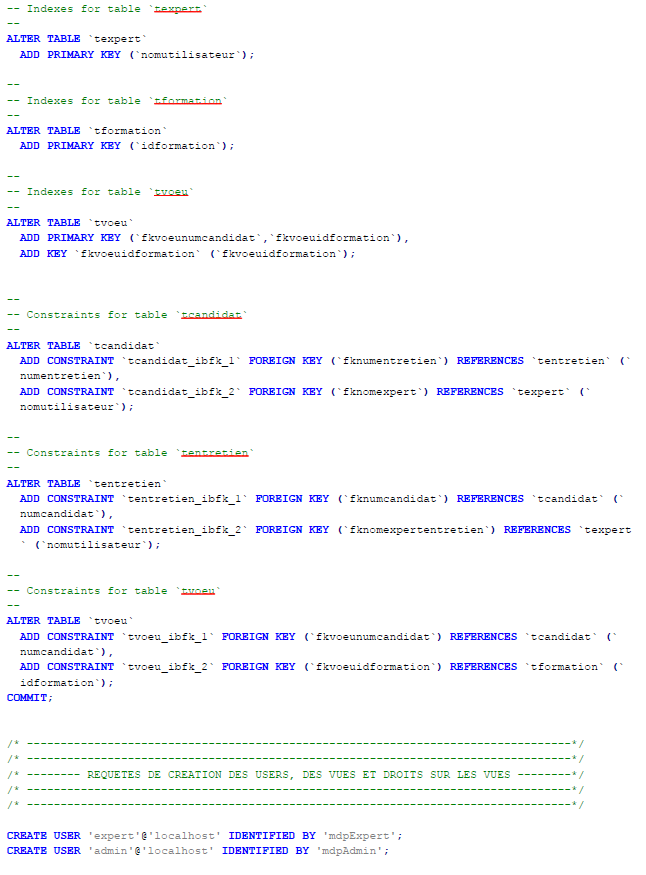 -- Indexes for table `texpert`
--
ALTER TABLE `texpert`
ADD PRIMARY KEY (`nomutilisateur`);
--
-- Indexes for table `tformation`
--
ALTER TABLE `tformation`
ADD PRIMARY KEY (`idformation`);
--
-- Indexes for table `tvoeu`
--
ALTER TABLE `tvoeu`
ADD PRIMARY KEY (`fkvoeunumcandidat`,`fkvoeuidformation`),
ADD KEY `fkvoeuidformation` (`fkvoeuidformation`);
--
-- Constraints for table `tcandidat`
--
ALTER TABLE `tcandidat`
ADD CONSTRAINT `tcandidat_ibfk_1` FOREIGN KEY (`fknumentretien`) REFERENCES `tentretien` (`
numentretien`),
ADD CONSTRAINT `tcandidat_ibfk_2` FOREIGN KEY (`fknomexpert`) REFERENCES `texpert` (`
nomutilisateur`);
--
-- Constraints for table `tentretien`
--
ALTER TABLE `tentretien`
ADD CONSTRAINT `tentretien_ibfk_1` FOREIGN KEY (`fknumcandidat`) REFERENCES `tcandidat` (`
numcandidat`),
ADD CONSTRAINT `tentretien_ibfk_2` FOREIGN KEY (`fknomexpertentretien`) REFERENCES `texpert
` (`nomutilisateur`);
--
-- Constraints for table `tvoeu`
--
ALTER TABLE `tvoeu`
ADD CONSTRAINT `tvoeu_ibfk_1` FOREIGN KEY (`fkvoeunumcandidat`) REFERENCES `tcandidat` (`
numcandidat`),
ADD CONSTRAINT `tvoeu_ibfk_2` FOREIGN KEY (`fkvoeuidformation`) REFERENCES `tformation` (`
idformation`);
COMMIT;
/* ---------------------------------------------------------------------------------*/
/* ---------------------------------------------------------------------------------*/
/* -------- REQUETES DE CREATION DES USERS, DES VUES ET DROITS SUR LES VUES --------*/
/* ---------------------------------------------------------------------------------*/
/* ---------------------------------------------------------------------------------*/
CREATE USER 'expert'@'localhost' IDENTIFIED BY 'mdpExpert';
CREATE USER 'admin'@'localhost' IDENTIFIED BY 'mdpAdmin';